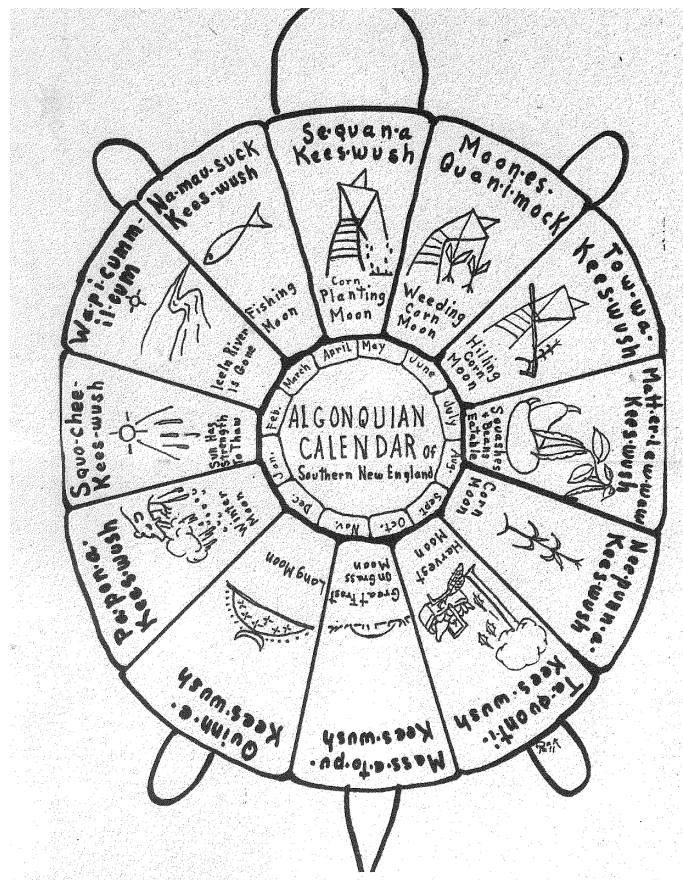 ALGONQUIAN
CALENDAR OF
Southern New England
April
May
June
July
Aug.
Sept.
Oct.
Nov.
Dec.
Jan.
Feb.
March
Se·quan·a
Kees·wush
Corn
Planting
Moon
Moon·es·
Quan·i·mock
Weeding
Corn
Moon
Tow·wa·
Kees·wush
Hilling
Corn
Moon
Matt·er·l·aw·waw
Kees·wush
Squashes
+ Beans
Eatable
Nee·puan·a·
Kees·wush
Corn
Moon
Ta·quont·i·
Kees·wush
Harvest
Moon
Mass·a·to·pu·
Kees·wush
Great Frost
On Grass
Moon
Quinn·e·
Kees·wush
Long Moon
Pa·pon·a·
Kees·wush
Winter
Moon
Squo·chee·
Kees·wush
Sun Has
Strength
To Thaw
Wa·pi·cumm·
il·cum
Ice In River
Is Gone
Na·mau·suck
Kees·wush
Fishing
Moon